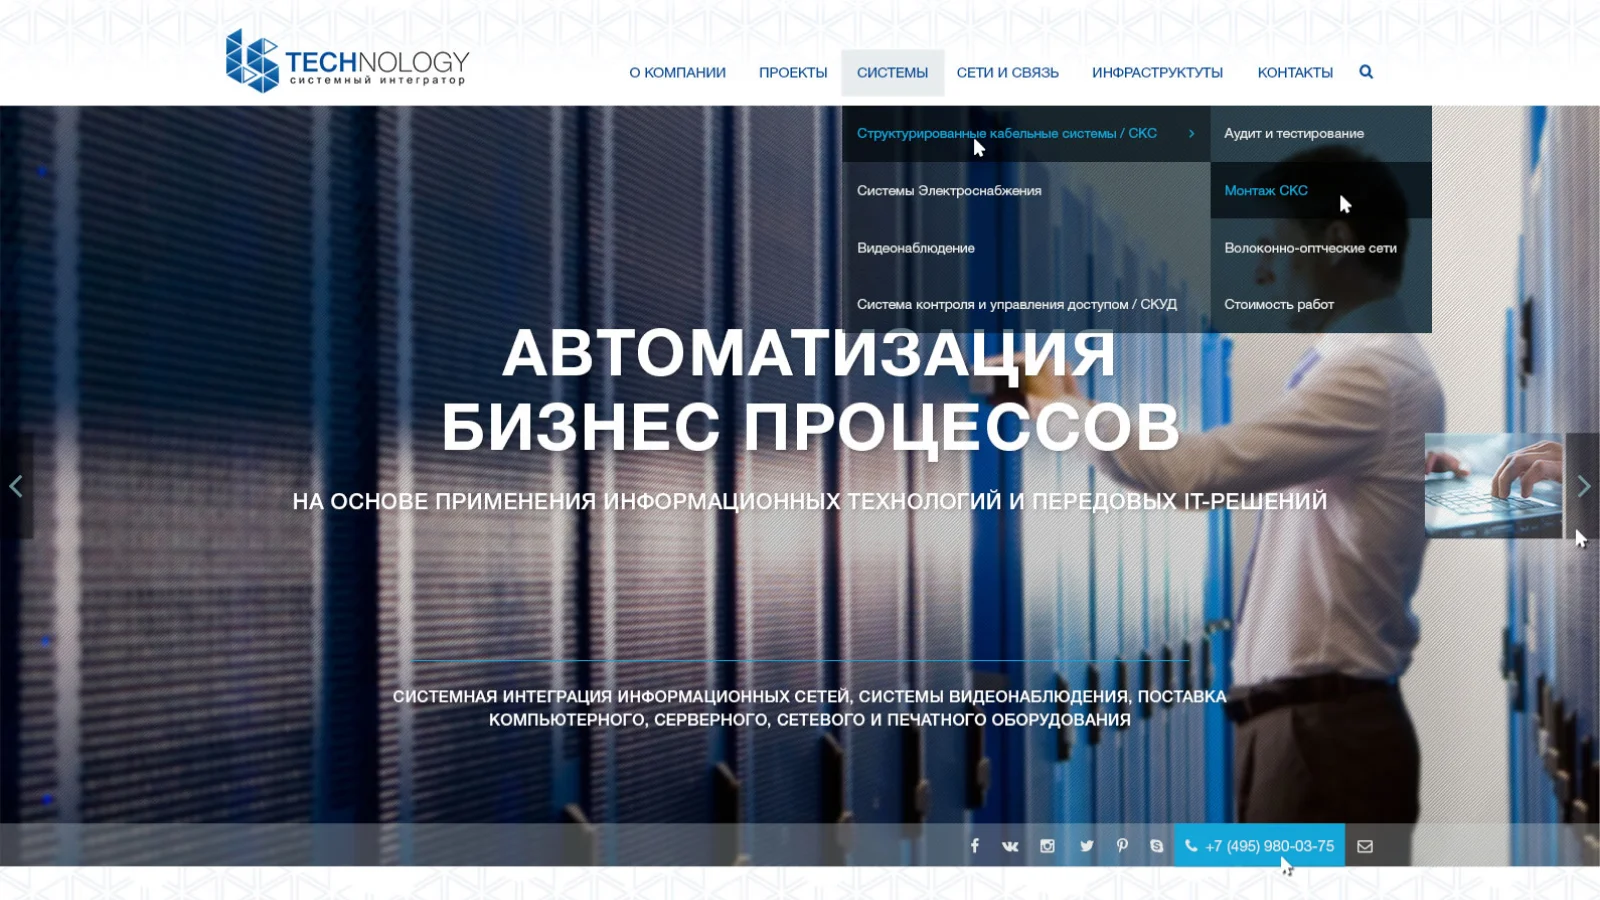 TECHNOLOGY
системный интегратор
О КОМПАНИИ ПРОЕКТЫ СИСТЕМЫ СЕТИ И СВЯЗЬ ИНФРАСТРУКТУТЫ КОНТАКТЫ
Структурированные кабельные системы / СКС
Системы Электроснабжения
Видеонаблюдение
Система контроля и управления доступом / СКУД
Аудит и тестирование
Монтаж СКС
Волоконно-оптческие сети
Стоимость работ
АВТОМАТИЗАЦИЯ
БИЗНЕС ПРОЦЕССОВ
НА ОСНОВЕ ПРИМЕНЕНИЯ ИНФОРМАЦИОННЫХ ТЕХНОЛОГИЙ И ПЕРЕДОВЫХ IT-РЕШЕНИЙ
СИСТЕМНАЯ ИНТЕГРАЦИЯ ИНФОРМАЦИОННЫХ СЕТЕЙ, СИСТЕМЫ ВИДЕОНАБЛЮДЕНИЯ, ПОСТАВКА
КОМПЬЮТЕРНОГО, СЕРВЕРНОГО, СЕТЕВОГО И ПЕЧАТНОГО ОБОРУДОВАНИЯ
+7 (495) 980-03-75